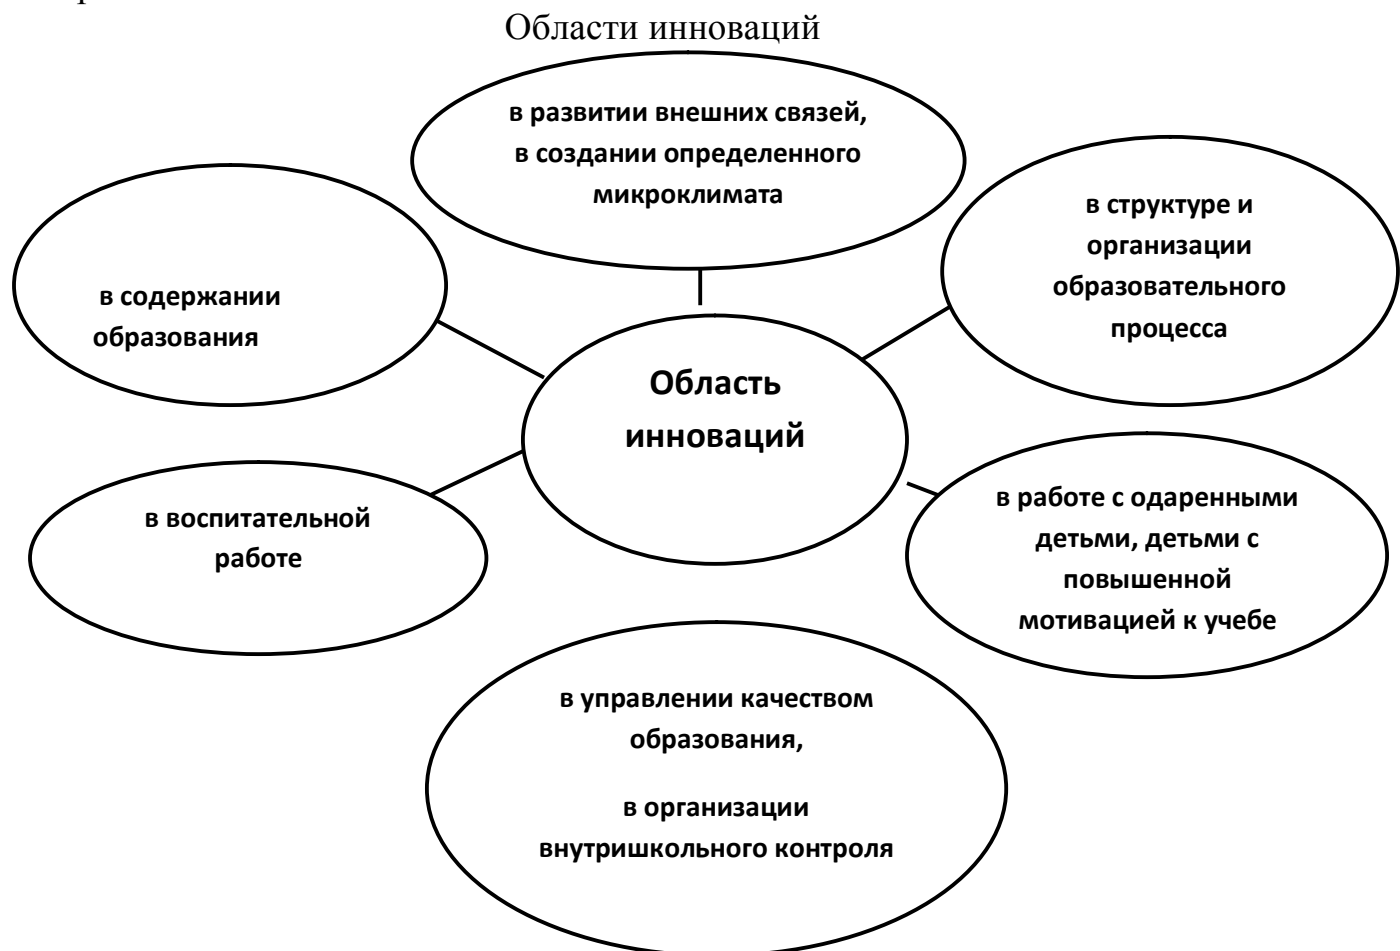 Области инноваций
в развитии внешних связей,
в создании определенного
микроклимата
в структуре и
организации
образовательного
процесса
в содержании
образования
Область
инноваций
в работе с одаренными
детьми, детьми с
повышенной
мотивацией к учебе
в воспитательной
работе
в управлении качеством
образования,
в организации
внутришкольного контроля